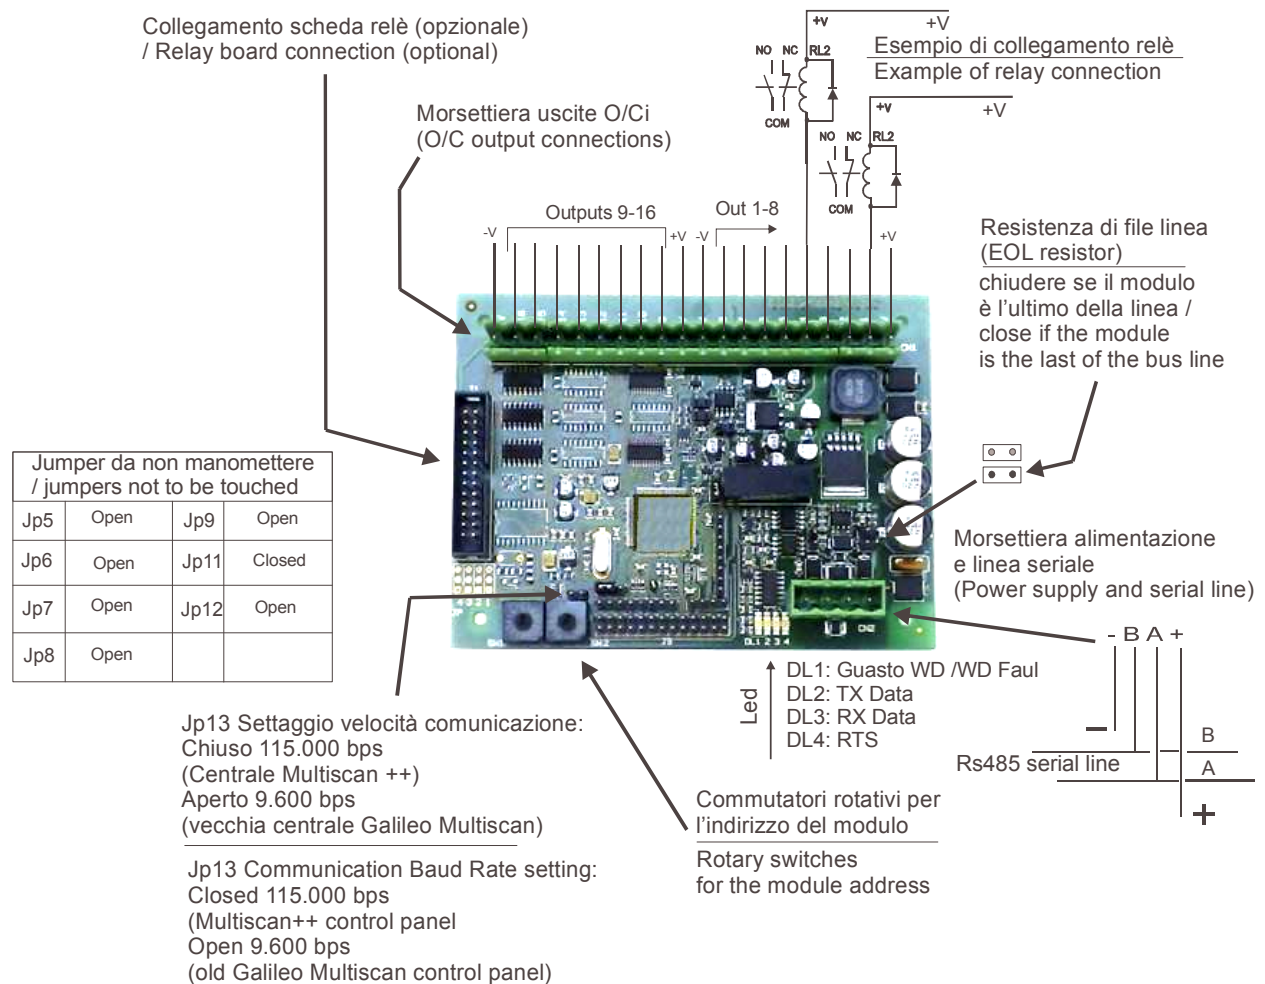 Collegamento scheda relè (opzionale)
/ Relay board connection (optional)
Morsettiera uscite O/Ci
(O/C output connections)
+V
+V
NO NC RL2
COM
Esempio di collegamento relè
Example of relay connection
+V
+V
NO NC RL2
COM
-V
Outputs 9-16
+V
-V
Out 1-8
+V
Resistenza di file linea
(EOL resistor)
chiudere se il modulo
è l'ultimo della linea /
close if the module
is the last of the bus line
CN1
Jumper da non manomettere
/ jumpers not to be touched
Jp5 Open Jp9 Open
Jp6 Open Jp11 Closed
Jp7 Open Jp12 Open
Jp8 Open
Morsettiera alimentazione
e linea seriale
(Power supply and serial line)
CN2
DL1 2 3 4
- B A +
B
Rs485 serial line
A
+
Led
DL1: Guasto WD /WD Faul
DL2: TX Data
DL3: RX Data
DL4: RTS
Jp13 Settaggio velocità comunicazione:
Chiuso 115.000 bps
(Centrale Multiscan ++)
Aperto 9.600 bps
(vecchia centrale Galileo Multiscan)
Jp13 Communication Baud Rate setting:
Closed 115.000 bps
(Multiscan++ control panel
Open 9.600 bps
(old Galileo Multiscan control panel)
Commutatori rotativi per
l'indirizzo del modulo
Rotary switches
for the module address